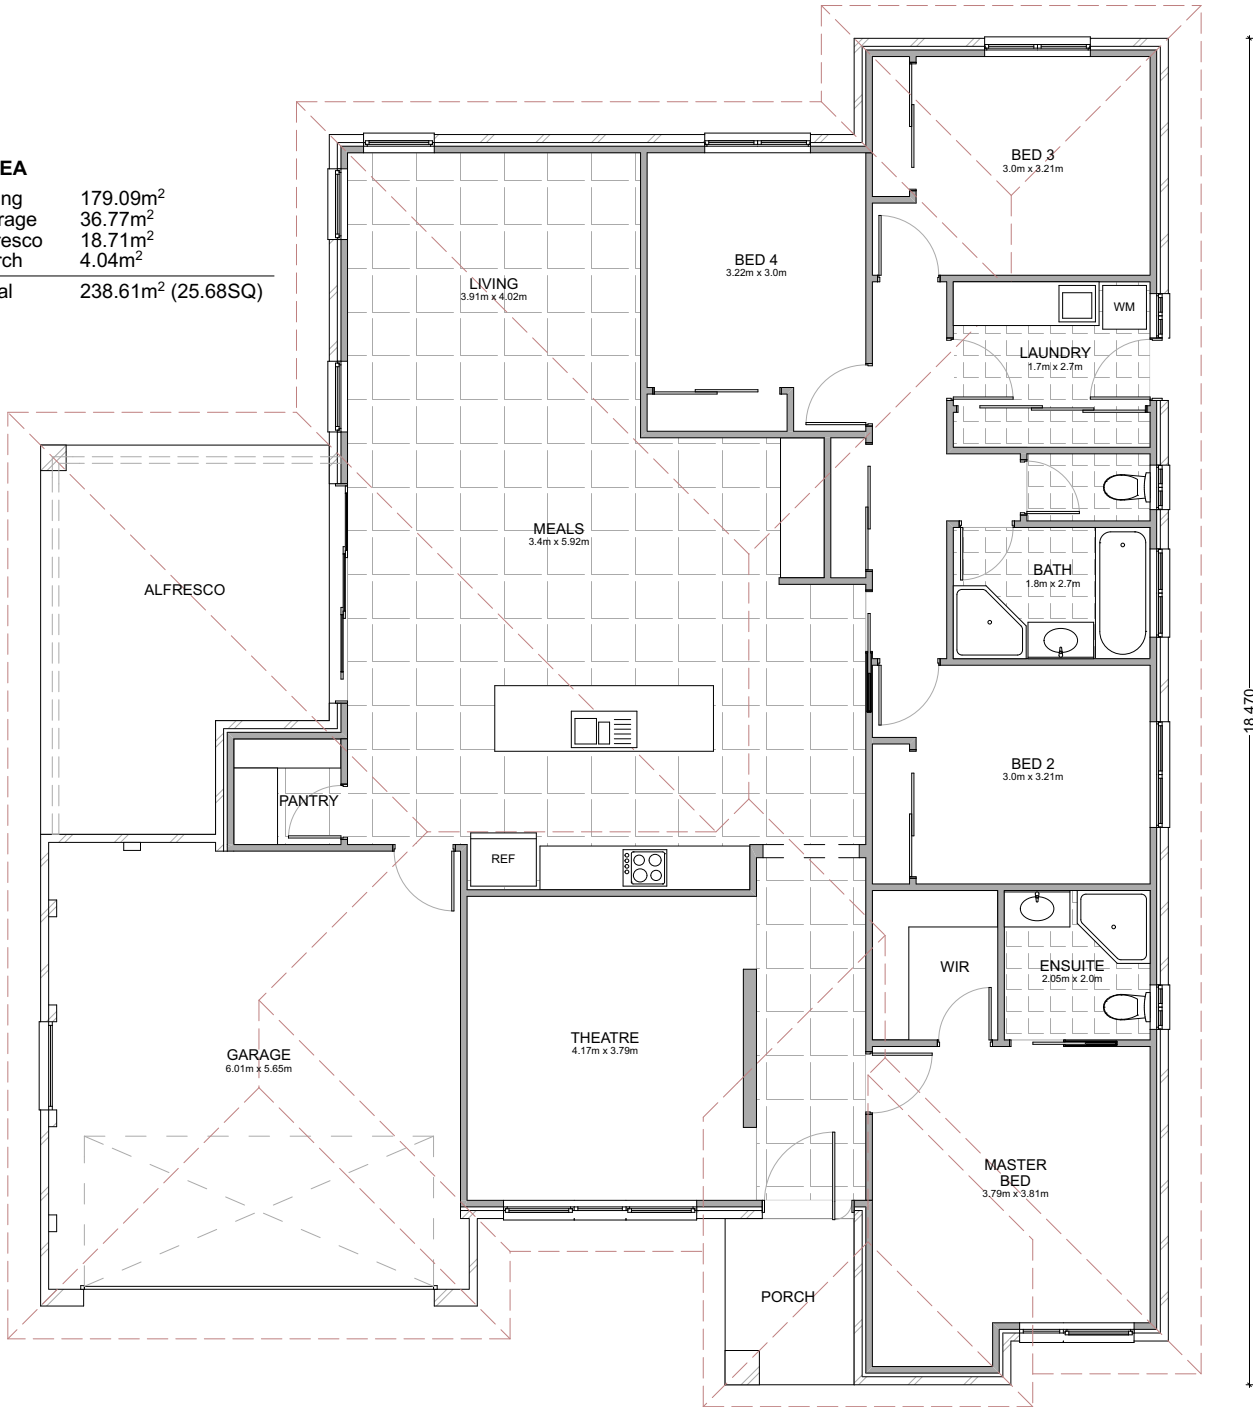 EA
ng 179.09m²
rage 36.77m²
resco 18.71m²
rch 4.04m²
al 238.61m² (25.68SQ)
BED 3
3.0m x 3.21m
BED 4
3.22m x 3.0m
LIVING
3.91m x 4.02m
WM
LAUNDRY
1.7m x 2.7m
MEALS
3.4m x 5.92m
BATH
1.8m x 2.7m
ALFRESCO
18,470
BED 2
3.0m x 3.21m
PANTRY
REF
WIR
ENSUITE
2.05m x 2.0m
THEATRE
4.17m x 3.79m
GARAGE
6.01m x 5.65m
MASTER
BED
3.79m x 3.81m
PORCH